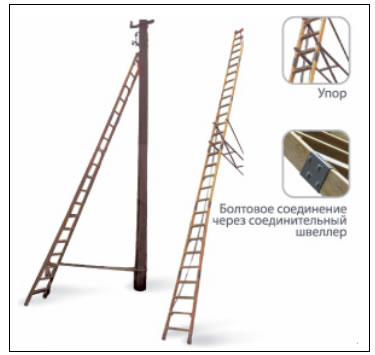 Упор
Болтовое соединение
через соединительный
швеллер